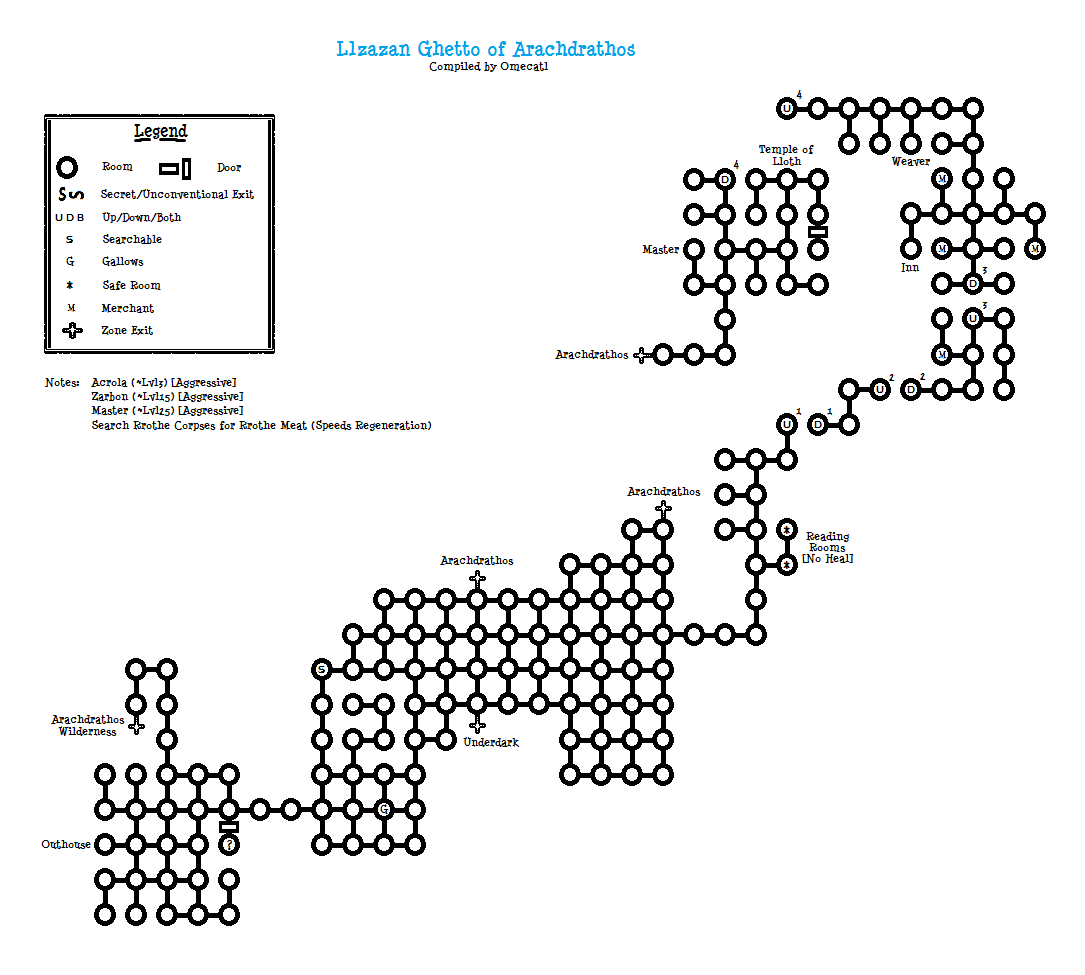 Llzazan Ghetto of Arachdrathos
Compiled by Omecatl
Legend
Room
Door
Secret/Unconventional Exit
U D B Up/Down/Both
S Searchable
G Gallows
* Safe Room
M Merchant
Zone Exit
Notes: Acrola (*Lvl3) [Aggressive]
Zarbon (*Lvl15) [Aggressive]
Master (*Lvl25) [Aggressive]
Search Rrothe Corpses for Rrothe Meat (Speeds Regeneration)
U 4
Weaver
Temple of
Lloth
D 4
M
Master
Inn
M
M
D 3
Arachdrathos
U 3
M
U 2
D 2
U 1
D 1
Arachdrathos
*
*
Reading
Rooms
[No Heal]
Arachdrathos
S
Underdark
Arachdrathos
Wilderness
G
Outhouse
?